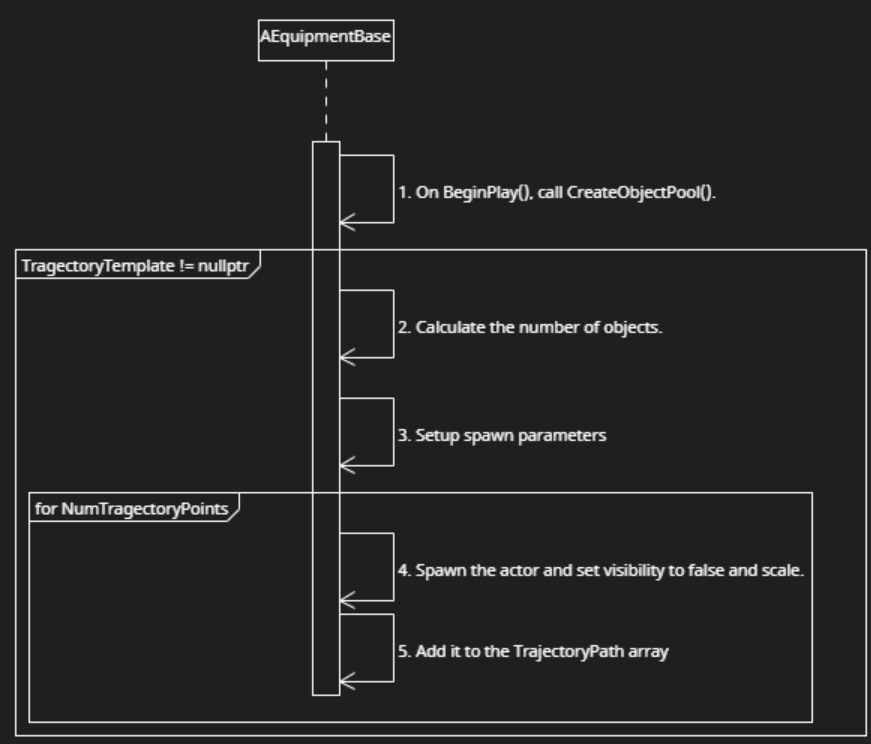 AEquipmentBase
1. On BeginPlay(), call CreateObjectPool().
TragectoryTemplate != nullptr
2. Calculate the number of objects.
3. Setup spawn parameters
for NumTragectoryPoints
4. Spawn the actor and set visibility to false and scale.
5. Add it to the TrajectoryPath array